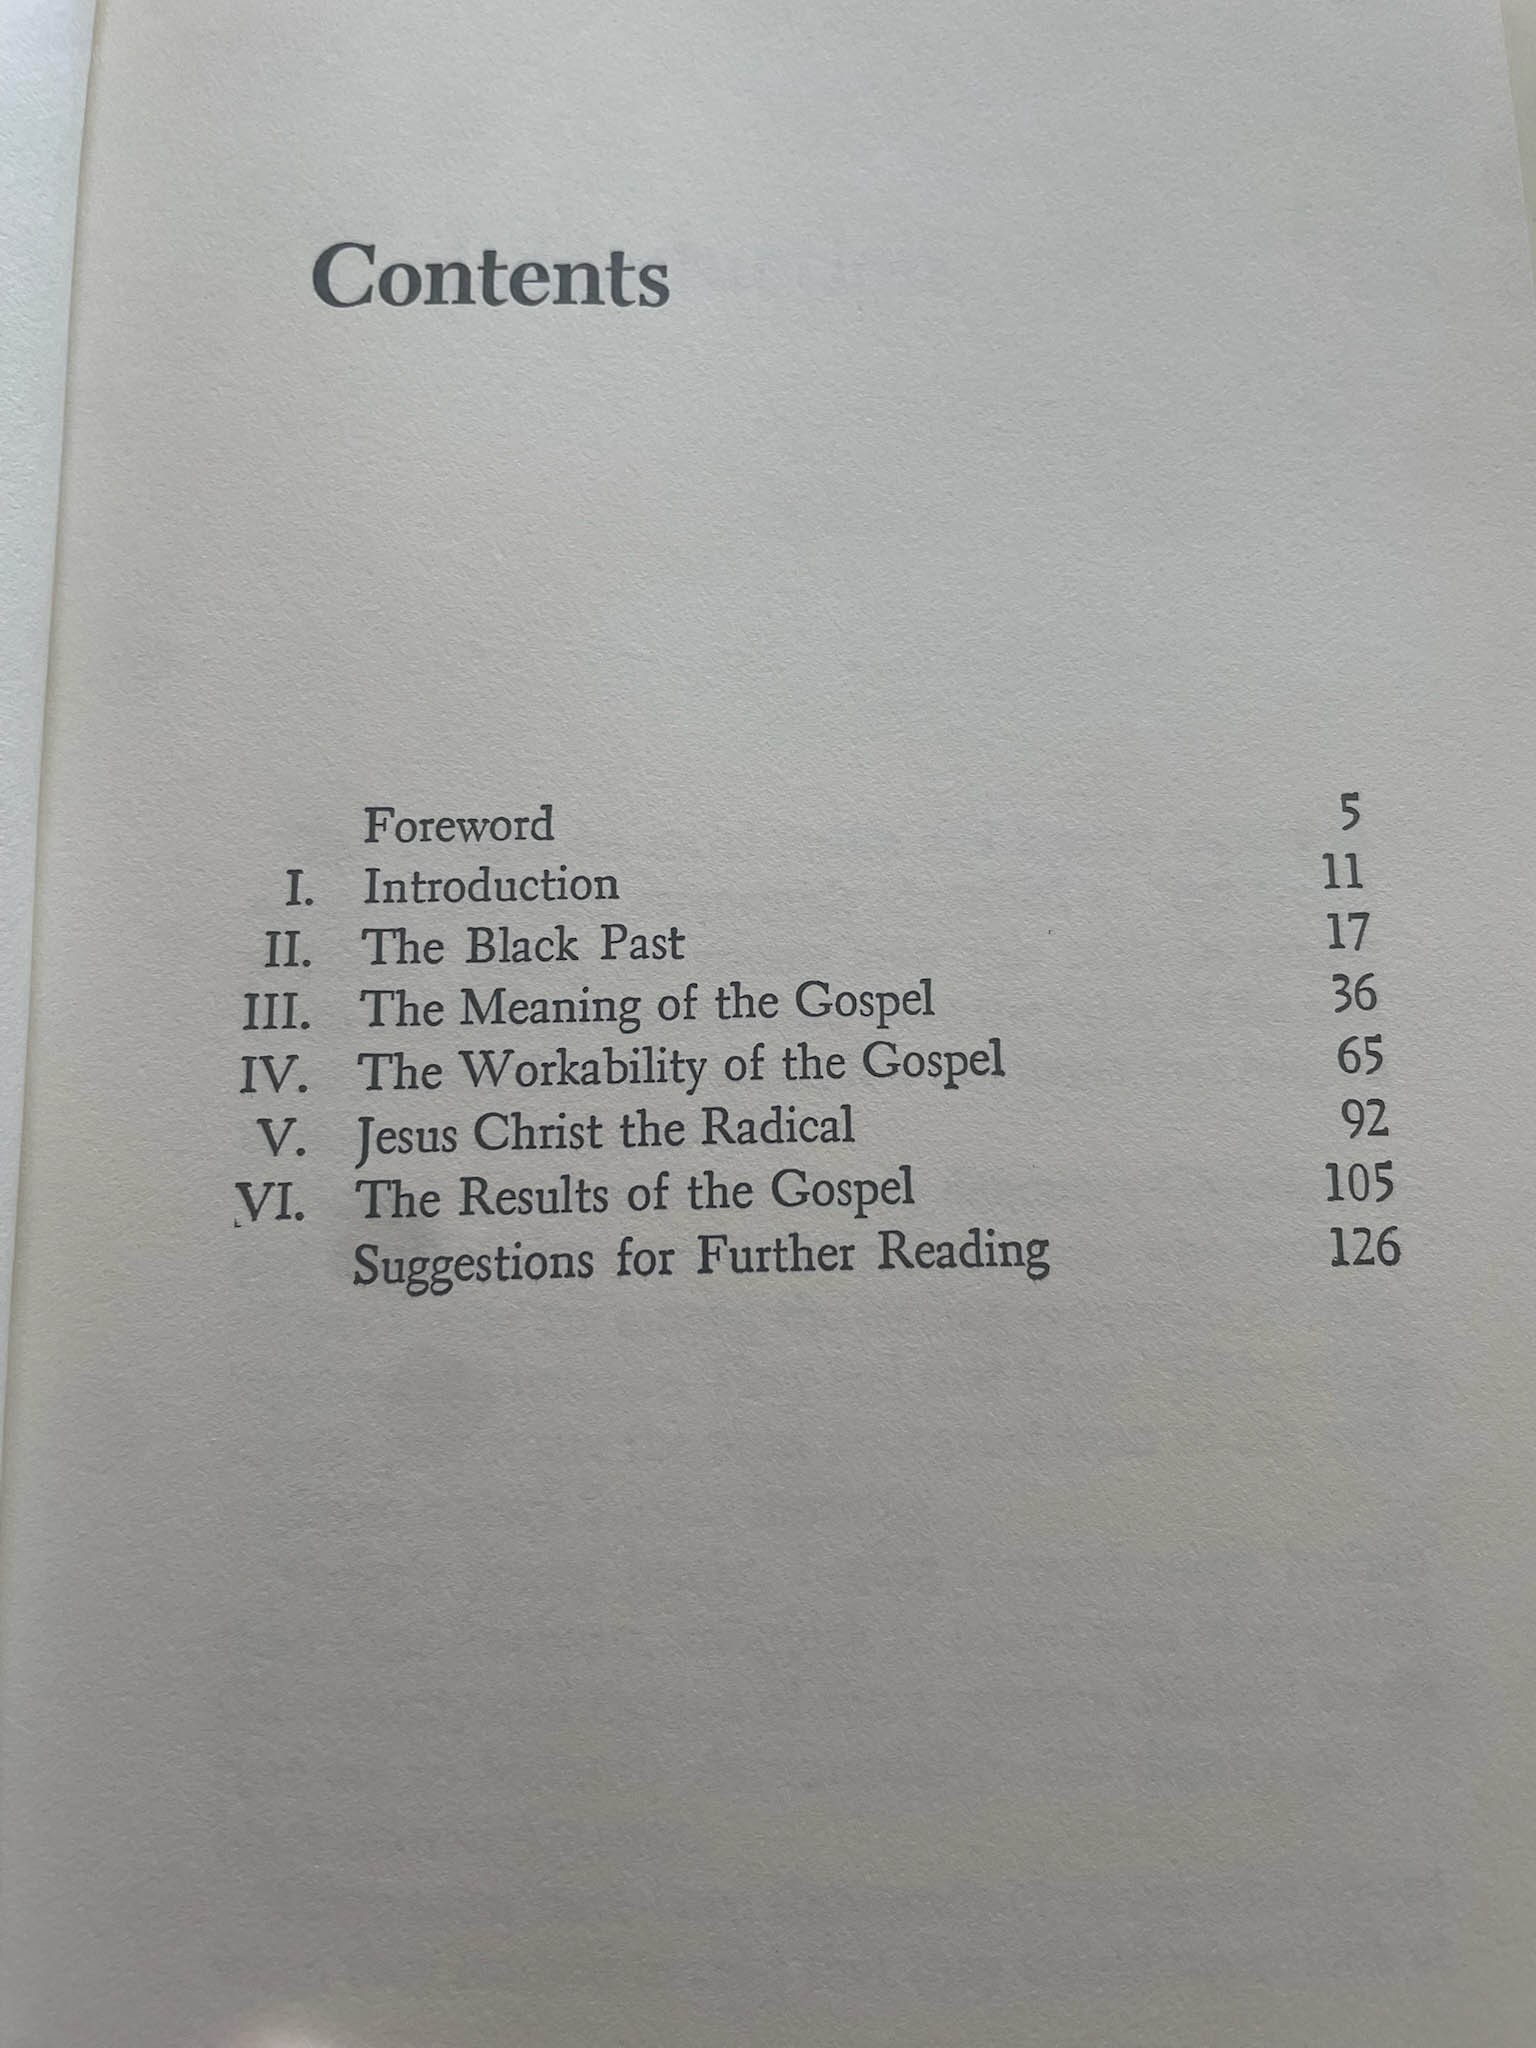 Contents
Foreword 5
I. Introduction 11
II. The Black Past 17
III. The Meaning of the Gospel 36
IV. The Workability of the Gospel 65
V. Jesus Christ the Radical 92
VI. The Results of the Gospel 105
Suggestions for Further Reading 126